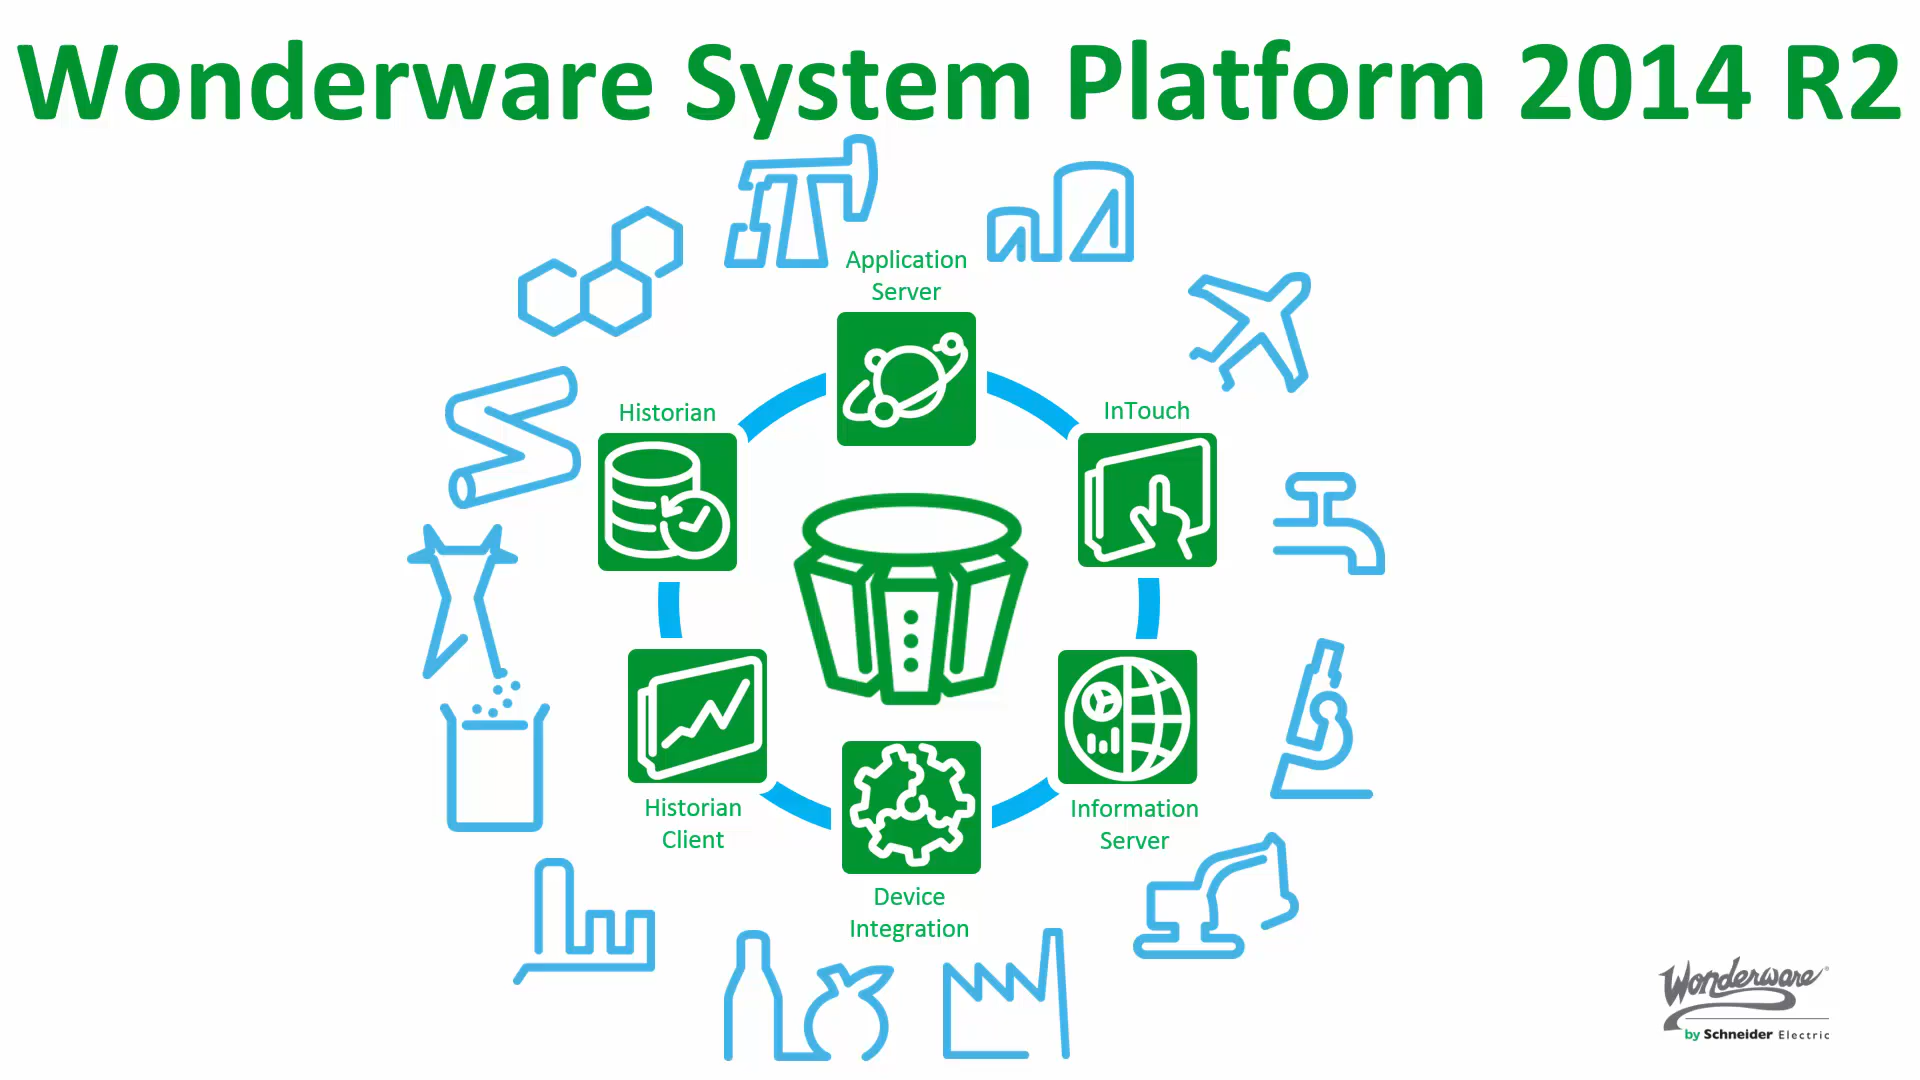 Wonderware System Platform 2014 R2
Application
Server
Historian
InTouch
Historian
Client
Information
Server
Device
Integration
Wonderware®
by Schneider Electric